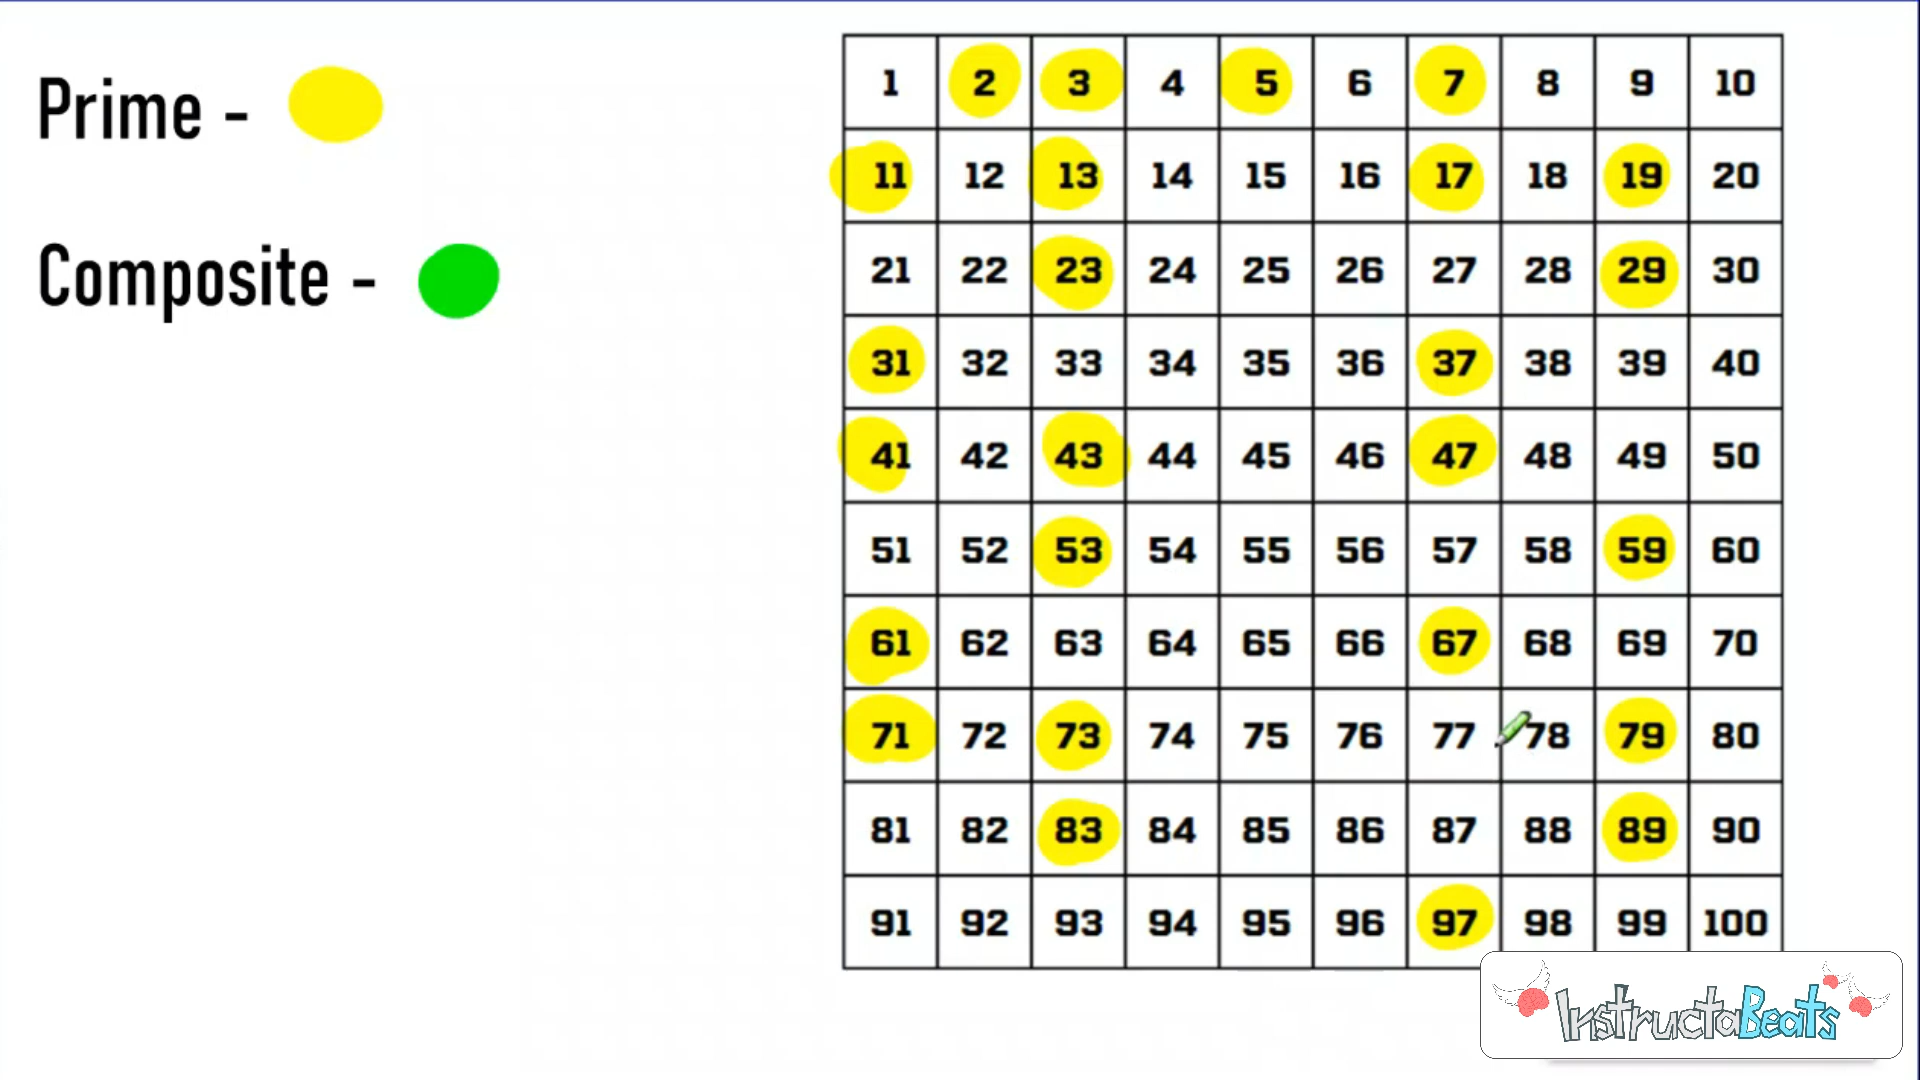 Prime -
Composite -
1 2 3 4 5 6 7 8 9 10
11 12 13 14 15 16 17 18 19 20
21 22 23 24 25 26 27 28 29 30
31 32 33 34 35 36 37 38 39 40
41 42 43 44 45 46 47 48 49 50
51 52 53 54 55 56 57 58 59 60
61 62 63 64 65 66 67 68 69 70
71 72 73 74 75 76 77 78 79 80
81 82 83 84 85 86 87 88 89 90
91 92 93 94 95 96 97 98 99 100
InstructaBeats